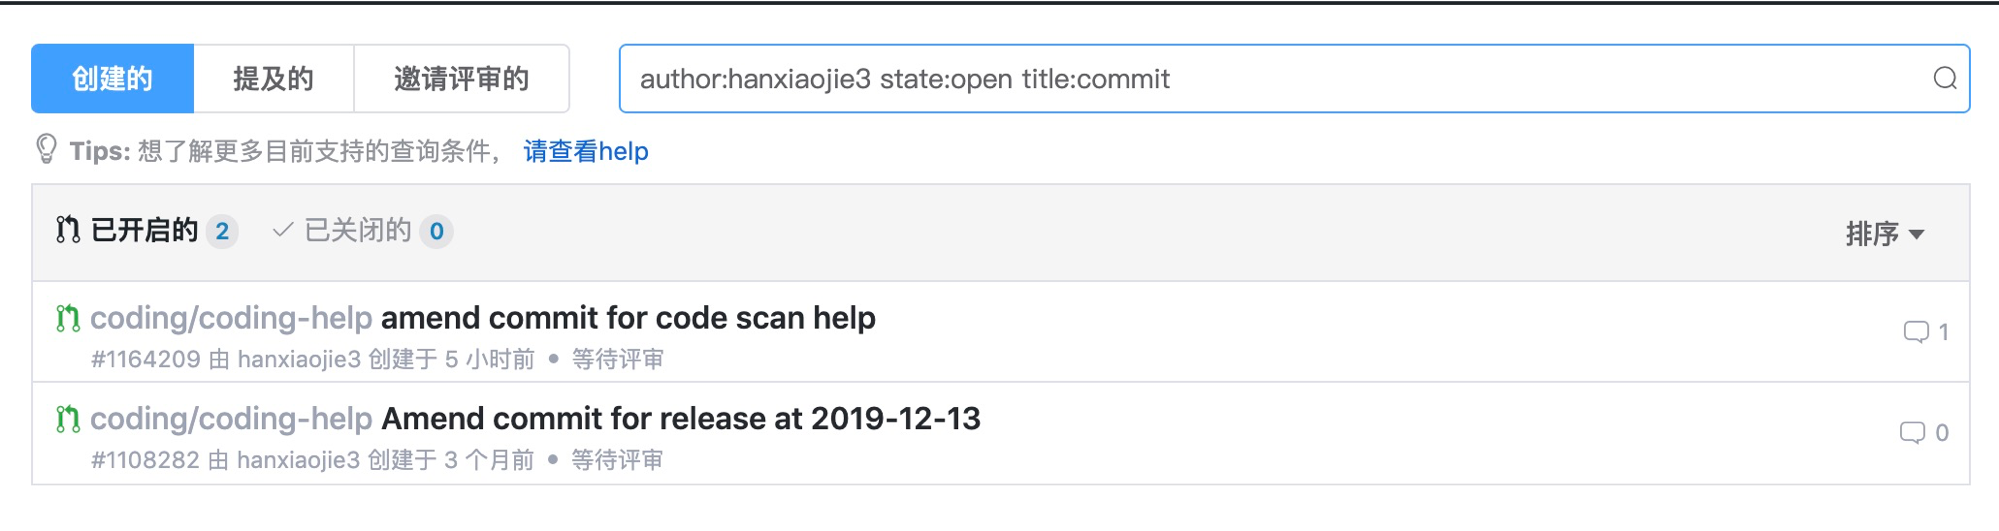 创建的 提及的 邀请评审的 author:hanxiaojie3 state:open title:commit
Tips: 想了解更多目前支持的查询条件， 请查看help
已开启的 2 已关闭的 0 排序
coding/coding-help amend commit for code scan help
#1164209 由 hanxiaojie3 创建于 5 小时前 • 等待评审 1
coding/coding-help Amend commit for release at 2019-12-13
#1108282 由 hanxiaojie3 创建于 3 个月前 • 等待评审 0